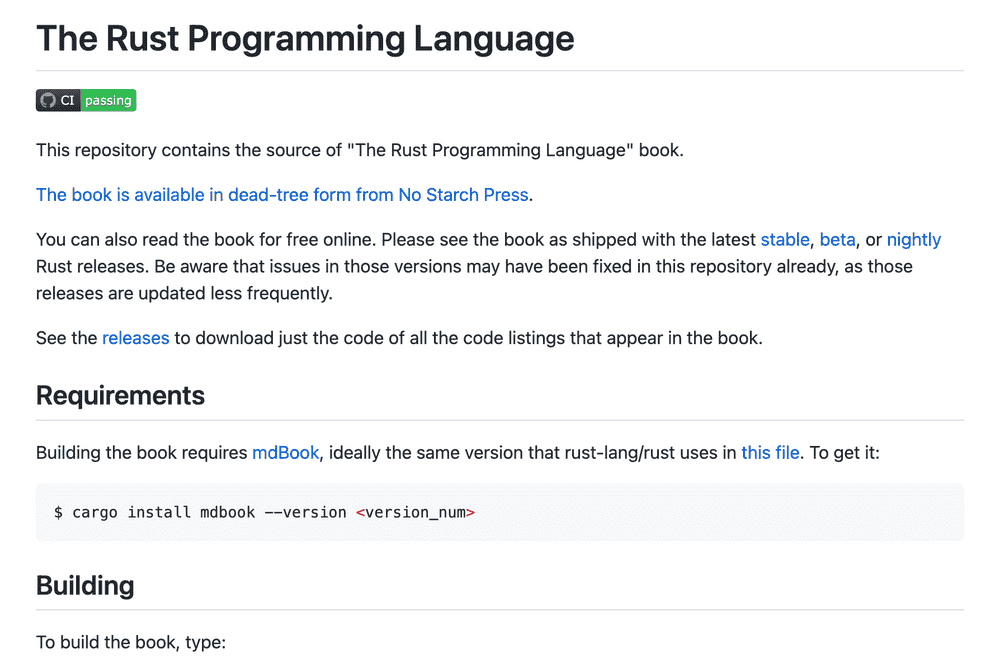 The Rust Programming Language
CI passing
This repository contains the source of "The Rust Programming Language" book.
The book is available in dead-tree form from No Starch Press.
You can also read the book for free online. Please see the book as shipped with the latest stable, beta, or nightly
Rust releases. Be aware that issues in those versions may have been fixed in this repository already, as those
releases are updated less frequently.
See the releases to download just the code of all the code listings that appear in the book.
Requirements
Building the book requires mdBook, ideally the same version that rust-lang/rust uses in this file. To get it:
$ cargo install mdbook --version <version_num>
Building
To build the book, type: